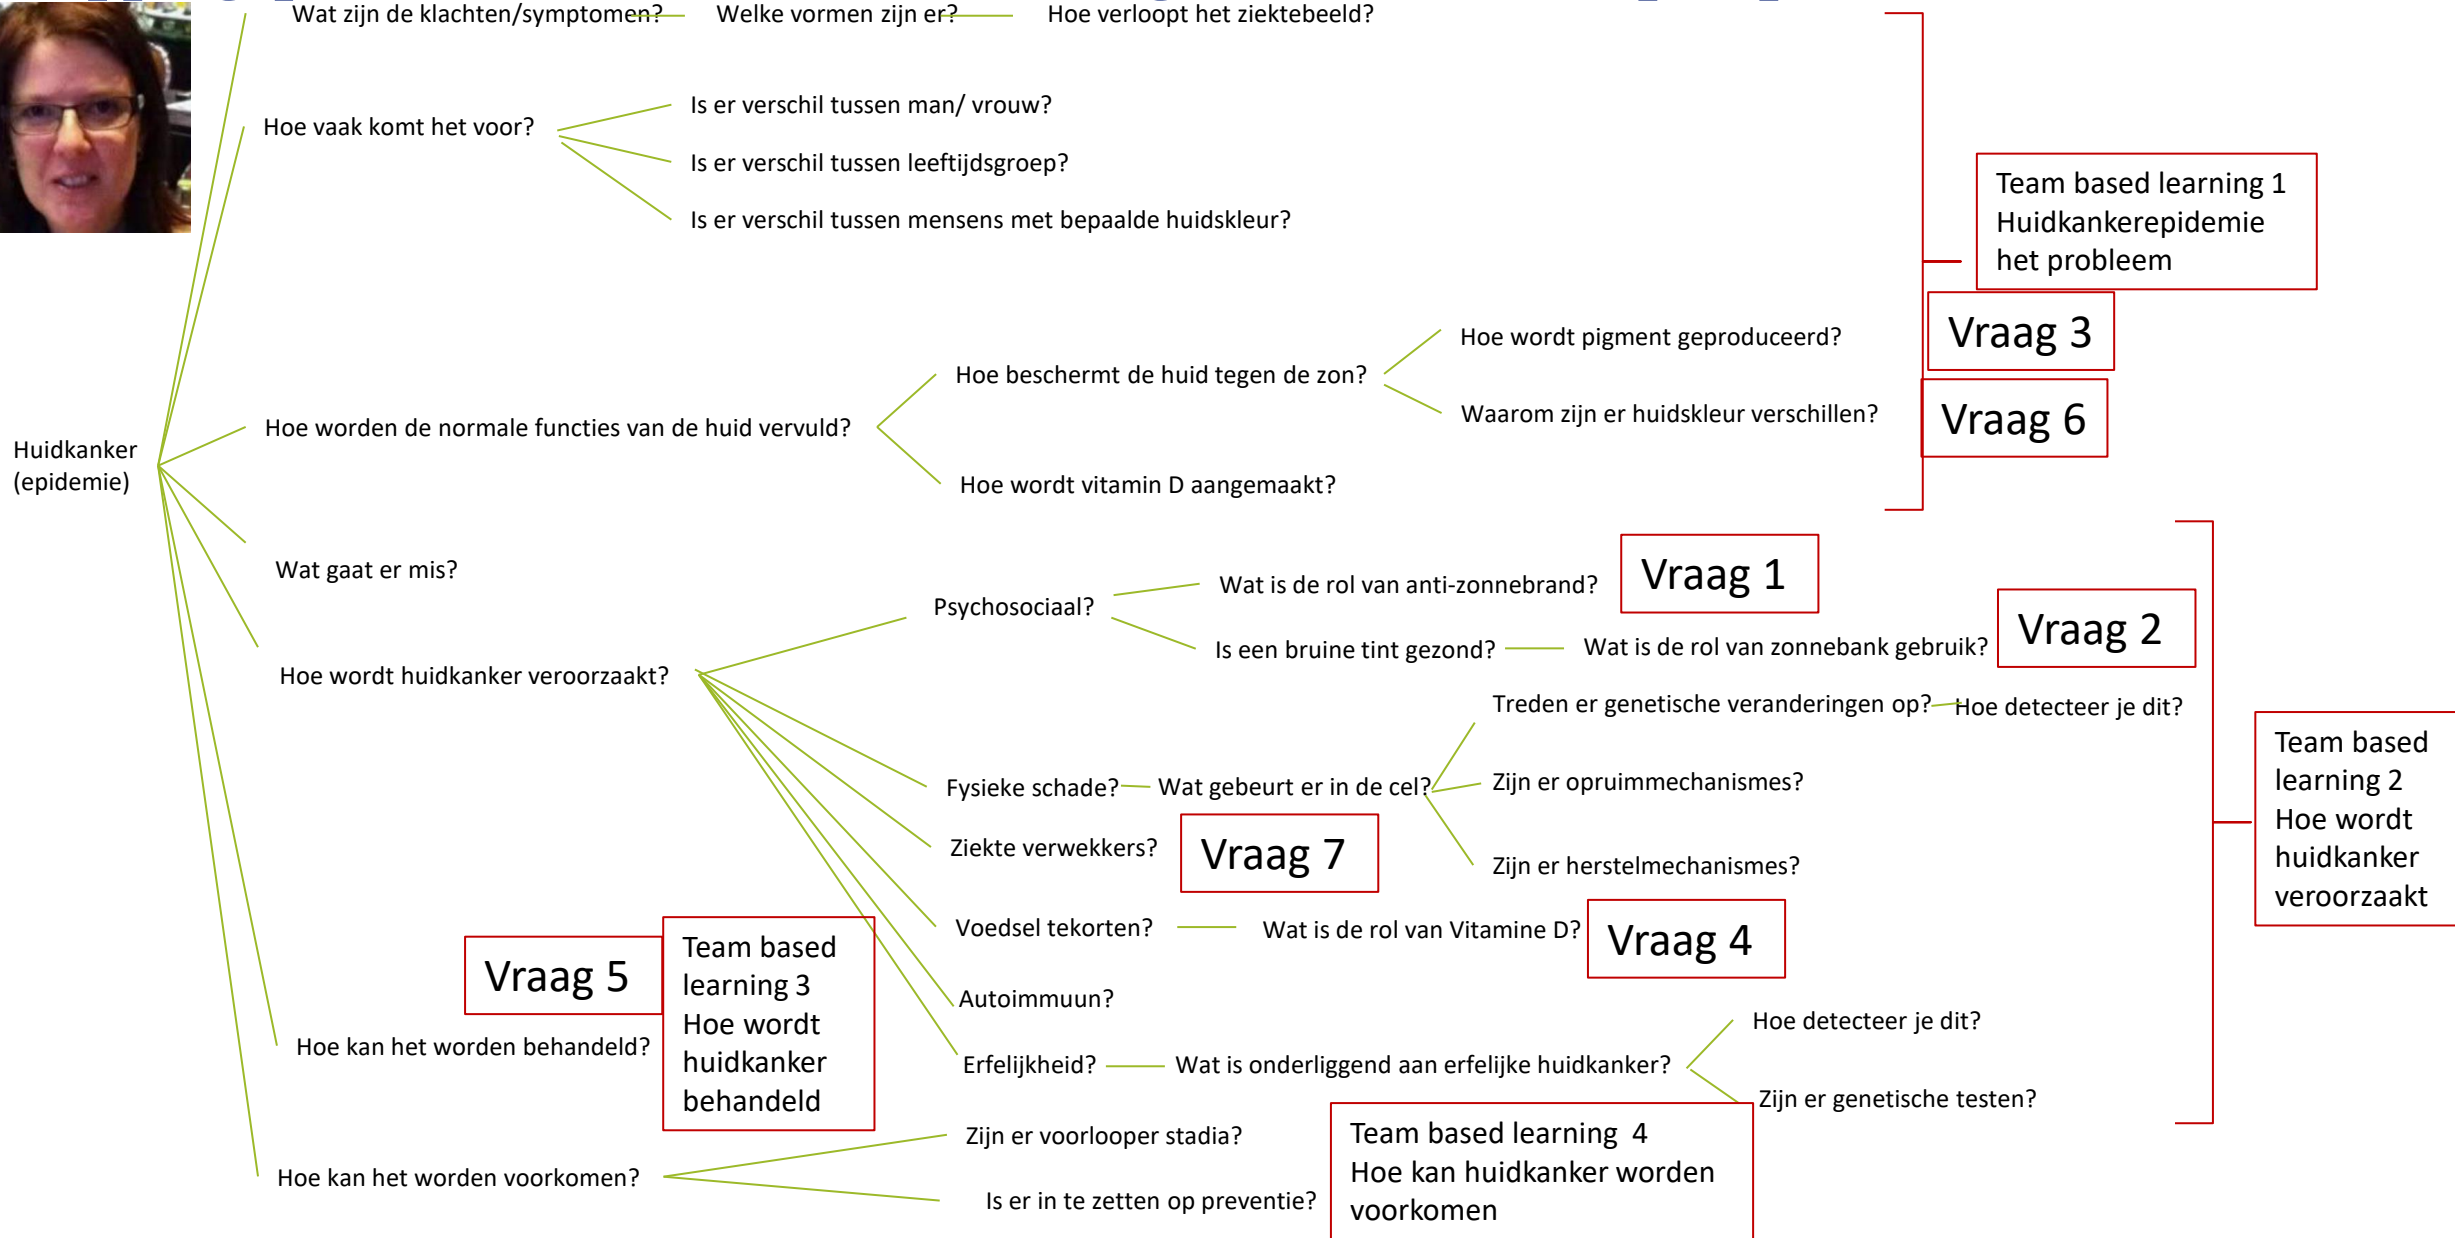 Wat zijn de klachten/symptomen?
Welke vormen zijn er?
Hoe verloopt het ziektebeeld?
Hoe vaak komt het voor?
Is er verschil tussen man/ vrouw?
Is er verschil tussen leeftijdsgroep?
Is er verschil tussen mensens met bepaalde huidskleur?
Team based learning 1
Huidkankerepidemie
het probleem
Hoe wordt pigment geproduceerd?
Vraag 3
Hoe beschermt de huid tegen de zon?
Waarom zijn er huidskleur verschillen?
Vraag 6
Hoe worden de normale functies van de huid vervuld?
Hoe wordt vitamin D aangemaakt?
Huidkanker
(epidemie)
Wat gaat er mis?
Psychosociaal?
Wat is de rol van anti-zonnebrand?
Vraag 1
Is een bruine tint gezond?
Wat is de rol van zonnebank gebruik?
Vraag 2
Hoe wordt huidkanker veroorzaakt?
Treden er genetische veranderingen op?
Hoe detecteer je dit?
Fysieke schade?
Wat gebeurt er in de cel?
Zijn er opruimmechanismes?
Zijn er herstelmechanismes?
Team based
learning 2
Hoe wordt
huidkanker
veroorzaakt
Ziekte verwekkers?
Vraag 7
Voedsel tekorten?
Wat is de rol van Vitamine D?
Vraag 4
Autoimmuun?
Erfelijkheid?
Wat is onderliggend aan erfelijke huidkanker?
Hoe detecteer je dit?
Zijn er genetische testen?
Vraag 5
Team based
learning 3
Hoe wordt
huidkanker
behandeld
Hoe kan het worden behandeld?
Hoe kan het worden voorkomen?
Zijn er voorlooper stadia?
Is er in te zetten op preventie?
Team based learning  4
Hoe kan huidkanker worden
voorkomen